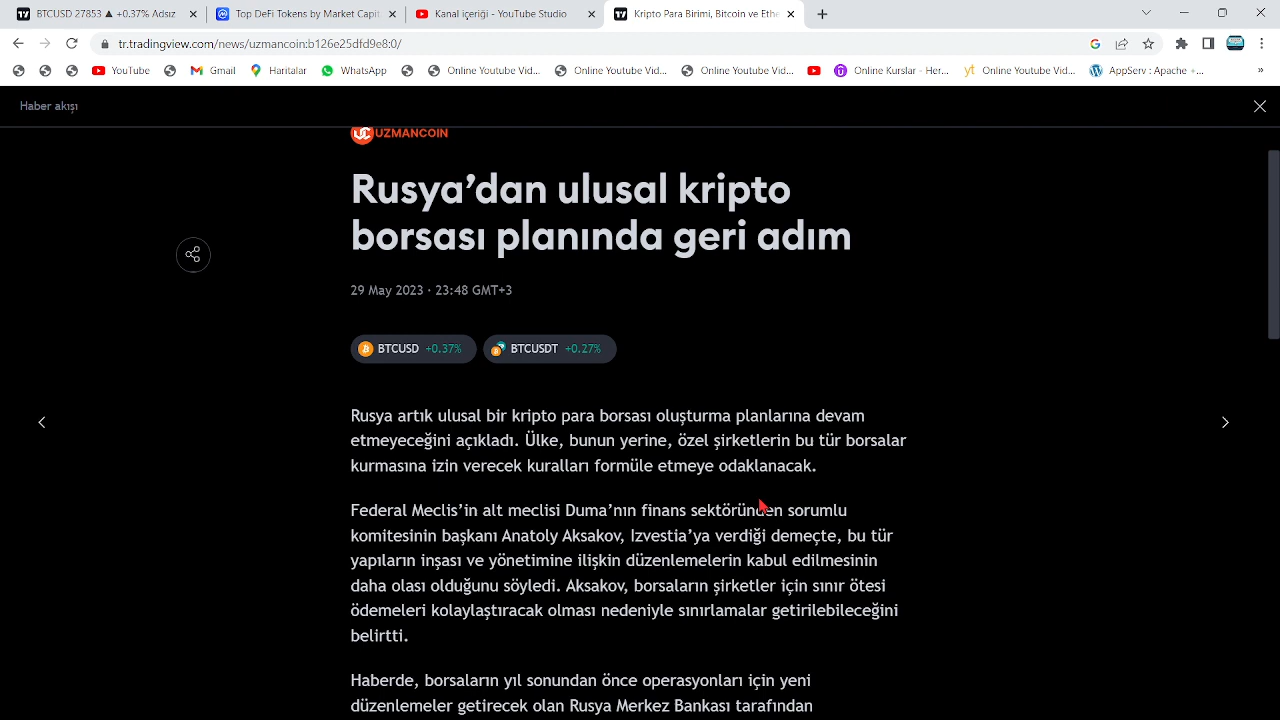 BTCUSD 27853 ▲ +0.37% Adsız
Top DeFi Tokens by Market Capit
Kanal içeriği - YouTube Studio
Kripto Para Birimi, Bitcoin ve Ethe
tr.tradingview.com/news/uzmancoin:b126e25dfd9e8:0/
YouTube
Gmail
Haritalar
WhatsApp
Online Youtube Vid...
Online Youtube Vid...
Online Youtube Vid...
Online Kurslar - Her...
Online Youtube Vid...
AppServ : Apache +...
»
Haber akışı
UZMANCOIN
Rusya’dan ulusal kripto
borsası planında geri adım
29 May 2023 · 23:48 GMT+3
BTCUSD +0.37%
BTCUSDT +0.27%
Rusya artık ulusal bir kripto para borsası oluşturma planlarına devam
etmeyeceğini açıkladı. Ülke, bunun yerine, özel şirketlerin bu tür borsalar
kurmasına izin verecek kuralları formüle etmeye odaklanacak.
Federal Meclis’in alt meclisi Duma’nın finans sektöründen sorumlu
komitesinin başkanı Anatoly Aksakov, Izvestia’ya verdiği demeçte, bu tür
yapıların inşası ve yönetimine ilişkin düzenlemelerin kabul edilmesinin
daha olası olduğunu söyledi. Aksakov, borsaların şirketler için sınır ötesi
ödemeleri kolaylaştıracak olması nedeniyle sınırlamalar getirilebileceğini
belirtti.
Haberde, borsaların yıl sonundan önce operasyonları için yeni
düzenlemeler getirecek olan Rusya Merkez Bankası tarafından